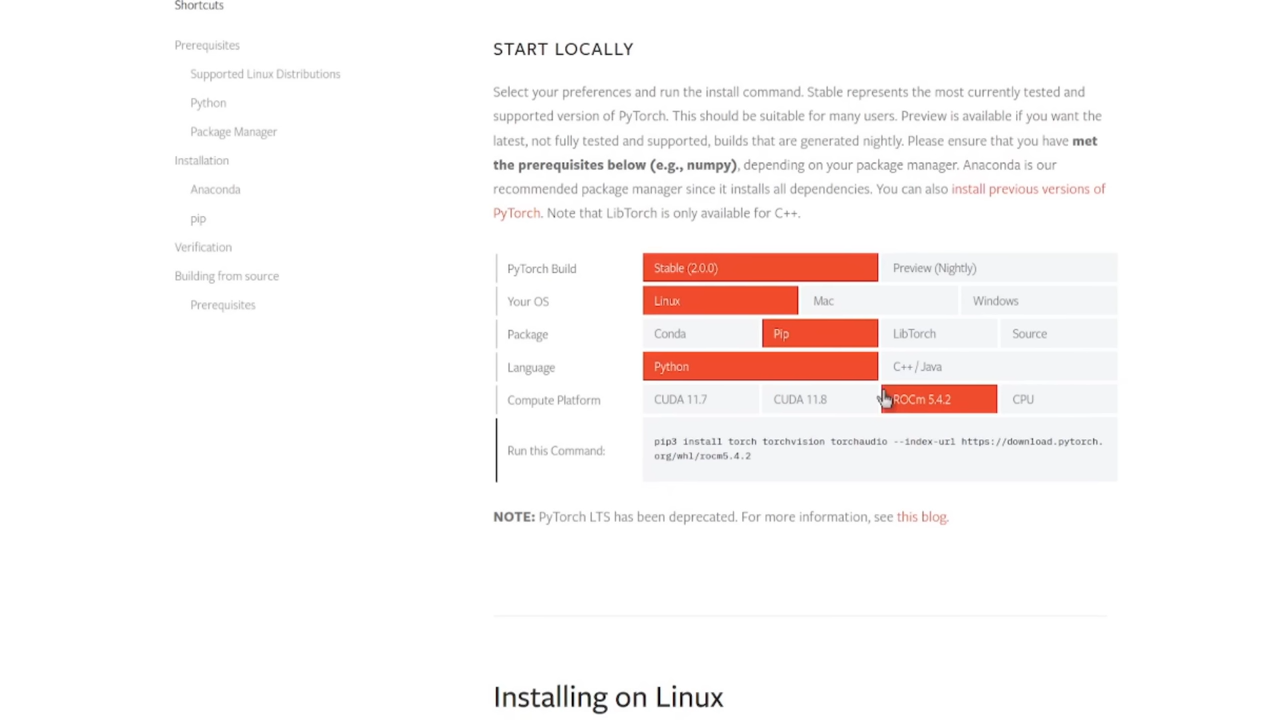 Shortcuts
Prerequisites
Supported Linux Distributions
Python
Package Manager
Installation
Anaconda
pip
Verification
Building from source
Prerequisites
START LOCALLY
Select your preferences and run the install command. Stable represents the most currently tested and
supported version of PyTorch. This should be suitable for many users. Preview is available if you want the
latest, not fully tested and supported, builds that are generated nightly. Please ensure that you have met
the prerequisites below (e.g., numpy), depending on your package manager. Anaconda is our
recommended package manager since it installs all dependencies. You can also install previous versions of
PyTorch. Note that LibTorch is only available for C++.
PyTorch Build Stable (2.0.0) Preview (Nightly)
Your OS Linux Mac Windows
Package Conda Pip LibTorch Source
Language Python C++ / Java
Compute Platform CUDA 11.7 CUDA 11.8 ROCm 5.4.2 CPU
Run this Command: pip3 install torch torchvision torchaudio --index-url https://download.pytorch.
org/whl/rocm5.4.2
NOTE: PyTorch LTS has been deprecated. For more information, see this blog.
Installing on Linux